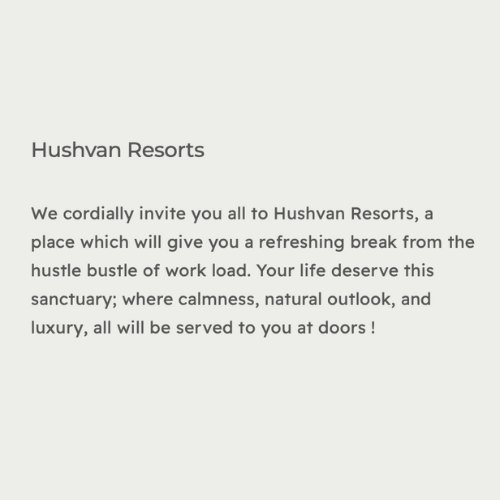 Hushvan Resorts
We cordially invite you all to Hushvan Resorts, a
place which will give you a refreshing break from the
hustle bustle of work load. Your life deserve this
sanctuary; where calmness, natural outlook, and
luxury, all will be served to you at doors !